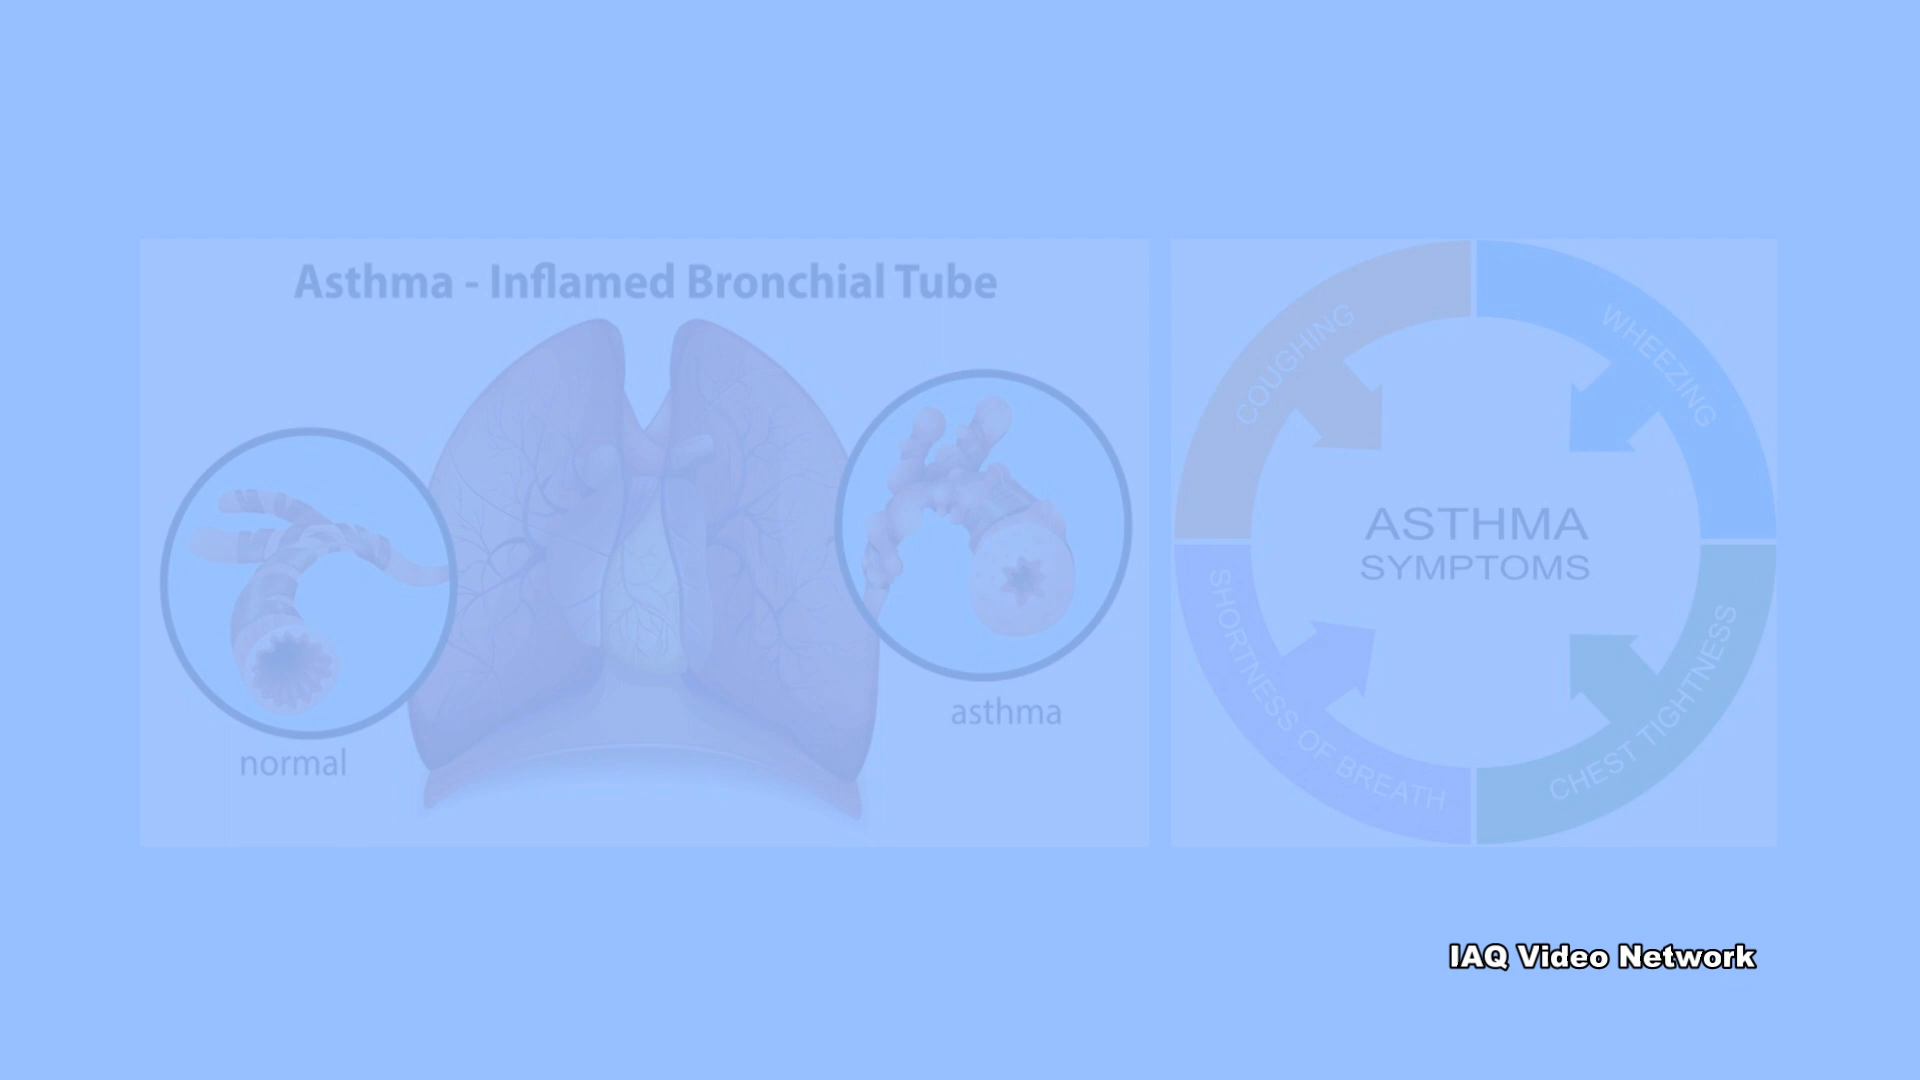 Asthma - Inflamed Bronchial Tube
normal
asthma
COUGHING
WHEEZING
ASTHMA
SYMPTOMS
SHORTNESS OF BREATH
CHEST TIGHTNESS
IAQ Video Network